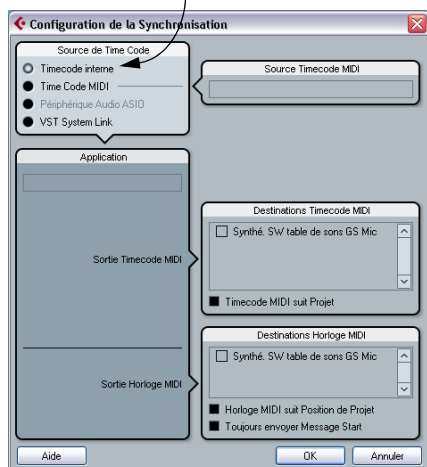 Configuration de la Synchronisation
Source de Time Code
Timecode interne
Time Code MIDI
Périphérique Audio ASIO
VST System Link
Source Timecode MIDI
Application
Sortie Timecode MIDI
Sortie Horloge MIDI
Destinations Timecode MIDI
Synthé. SW table de sons GS Mic
Timecode MIDI suit Projet
Destinations Horloge MIDI
Synthé. SW table de sons GS Mic
Horloge MIDI suit Position de Projet
Toujours envoyer Message Start
Aide
OK
Annuler